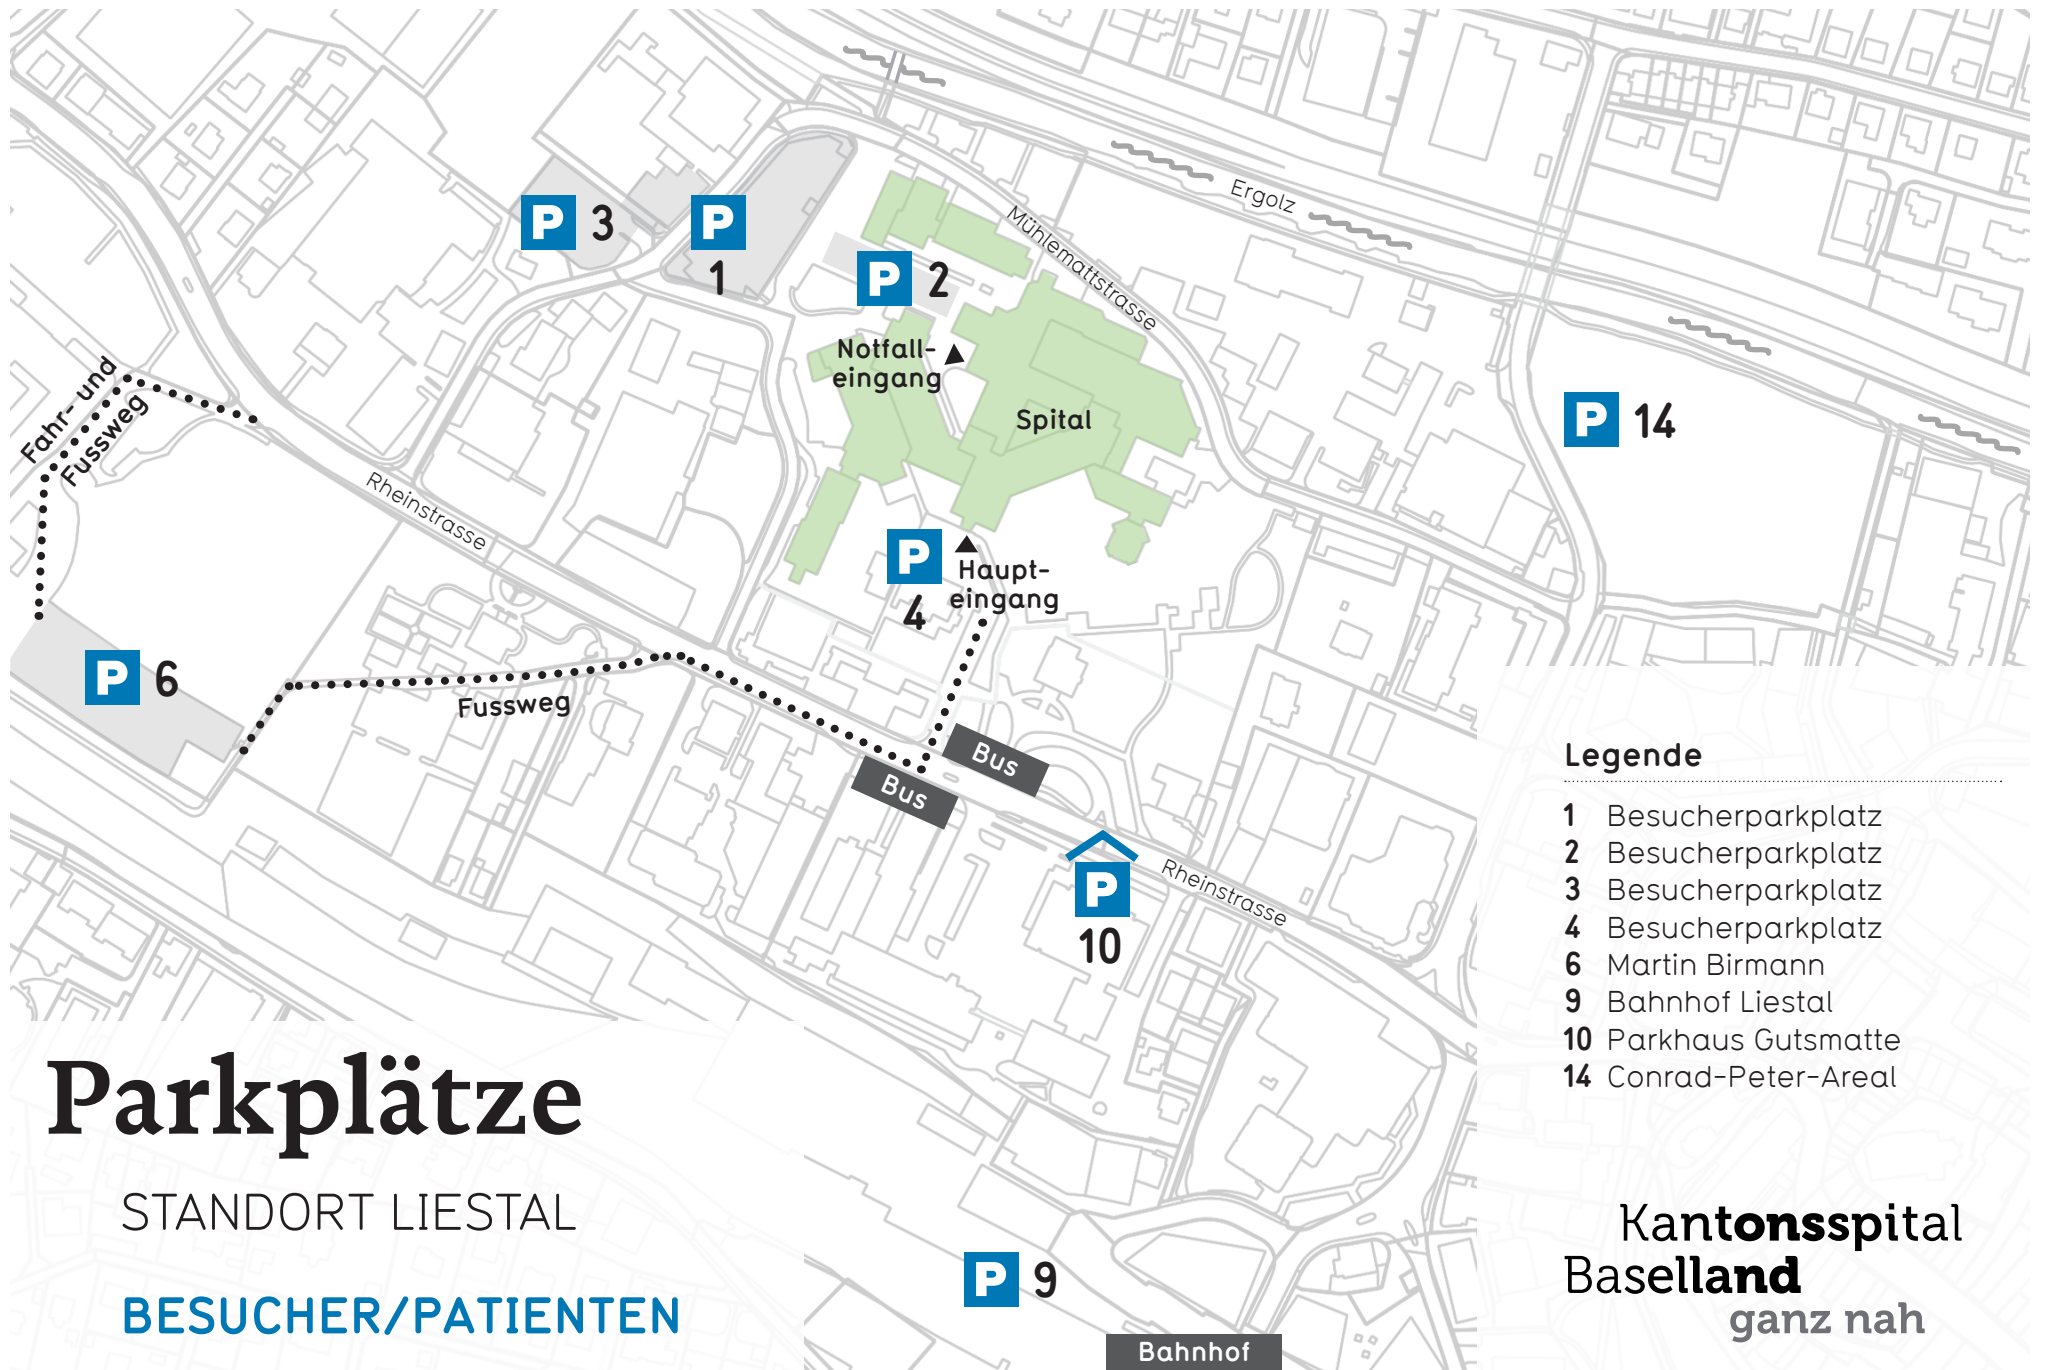 Ergolz
Mühlemattstrasse
P 3
P
1
P 2
Notfall-
eingang
Spital
P 14
Fahr- und
Fussweg
Rheinstrasse
P
4
Haupt-
eingang
P 6
Fussweg
Bus
Bus
P
10
Rheinstrasse
Legende
1 Besucherparkplatz
2 Besucherparkplatz
3 Besucherparkplatz
4 Besucherparkplatz
6 Martin Birmann
9 Bahnhof Liestal
10 Parkhaus Gutsmatte
14 Conrad-Peter-Areal
Parkplätze
STANDORT LIESTAL
BESUCHER/PATIENTEN
P 9
Bahnhof
Kantonsspital
Baselland
ganz nah